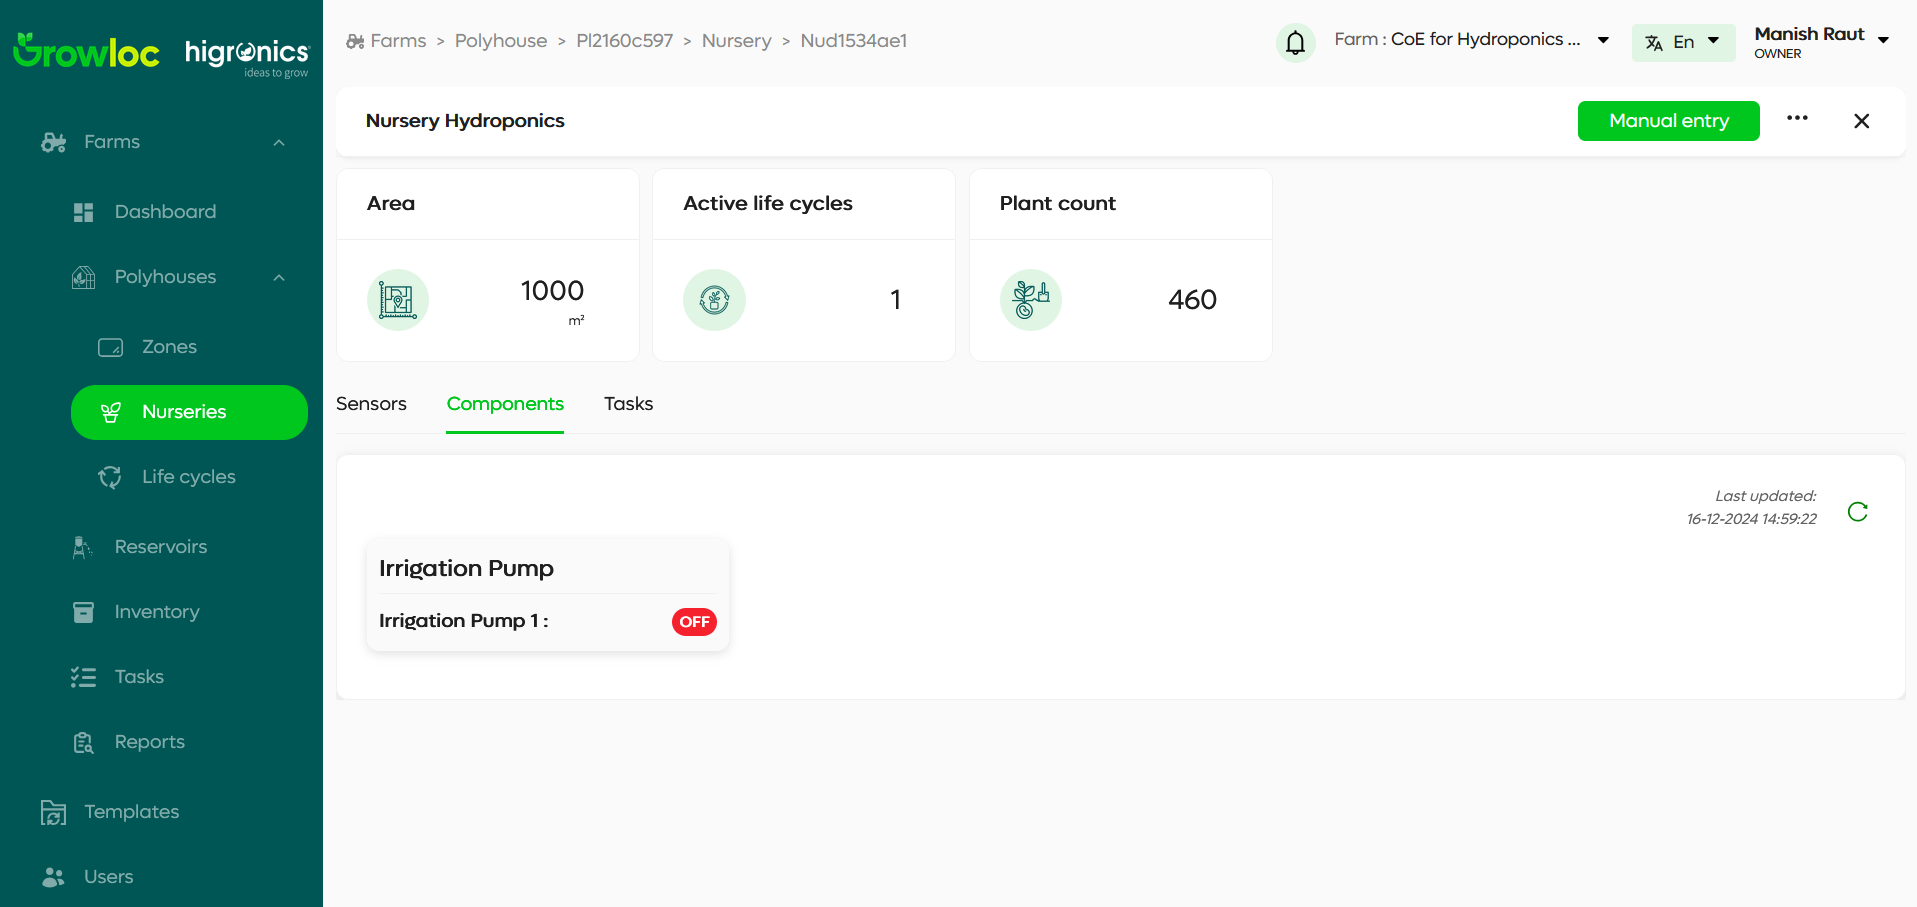 Growloc
higronics
ideas to grow
Farms > Polyhouse > Pl2160c597 > Nursery > Nud1534ae1
Farm : CoE for Hydroponics ...
En
Manish Raut
OWNER
Farms
Dashboard
Polyhouses
Zones
Nurseries
Life cycles
Reservoirs
Inventory
Tasks
Reports
Templates
Users
Nursery Hydroponics
Manual entry
Area
1000
m²
Active life cycles
1
Plant count
460
Sensors
Components
Tasks
Last updated:
16-12-2024 14:59:22
Irrigation Pump
Irrigation Pump 1 :
OFF